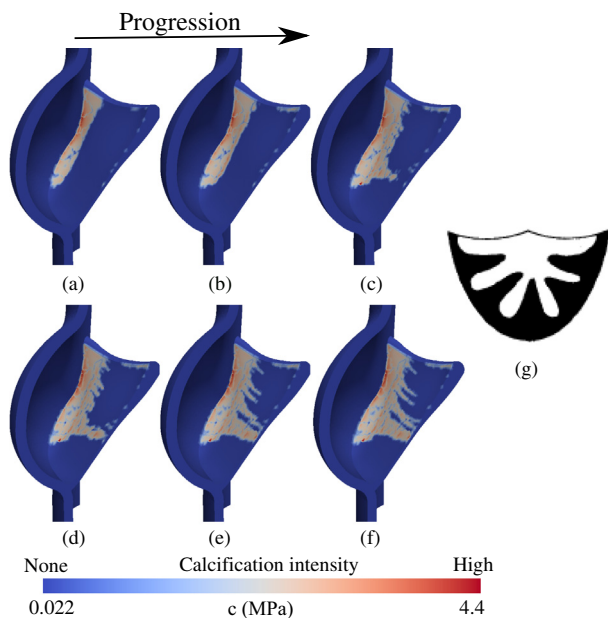 Progression
(a)
(b)
(c)
(g)
(d)
(e)
(f)
None Calcification intensity High
0.022 c (MPa) 4.4